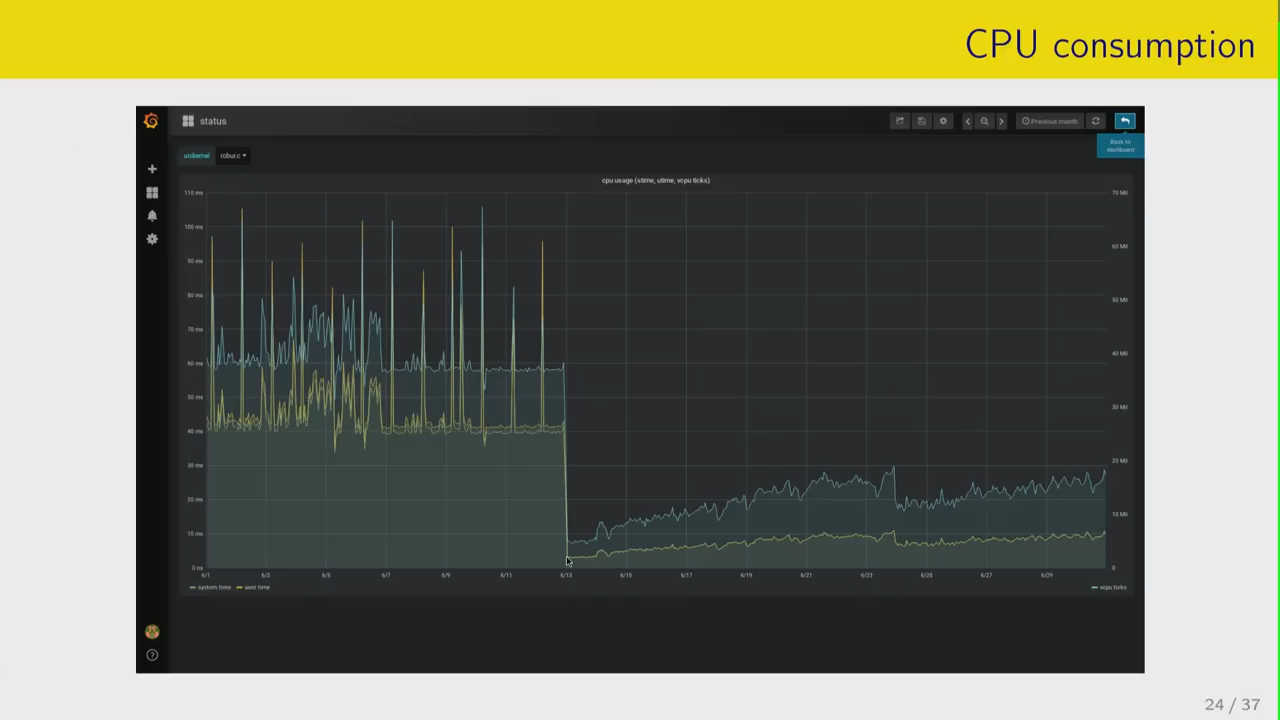 CPU consumption
status
Previous month
Back to
dashboard
unikernel robur.c
cpu usage (stime, utime, vcpu ticks)
110 ms
100 ms
90 ms
80 ms
70 ms
60 ms
50 ms
40 ms
30 ms
20 ms
10 ms
0 ns
70 Mil
60 Mil
50 Mil
40 Mil
30 Mil
20 Mil
10 Mil
0
6/1 6/3 6/5 6/7 6/9 6/11 6/13 6/15 6/17 6/19 6/21 6/23 6/25 6/27 6/29
system time user time vcpu ticks
24 / 37